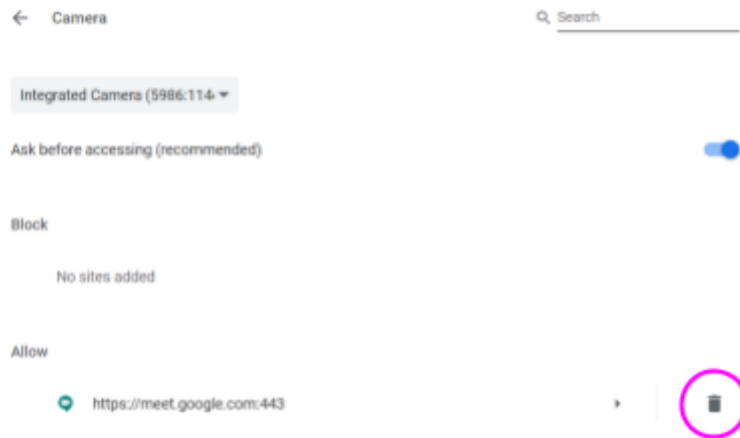 Camera
Search
Integrated Camera (5986:114
Ask before accessing (recommended)
Block
No sites added
Allow
https://meet.google.com:443